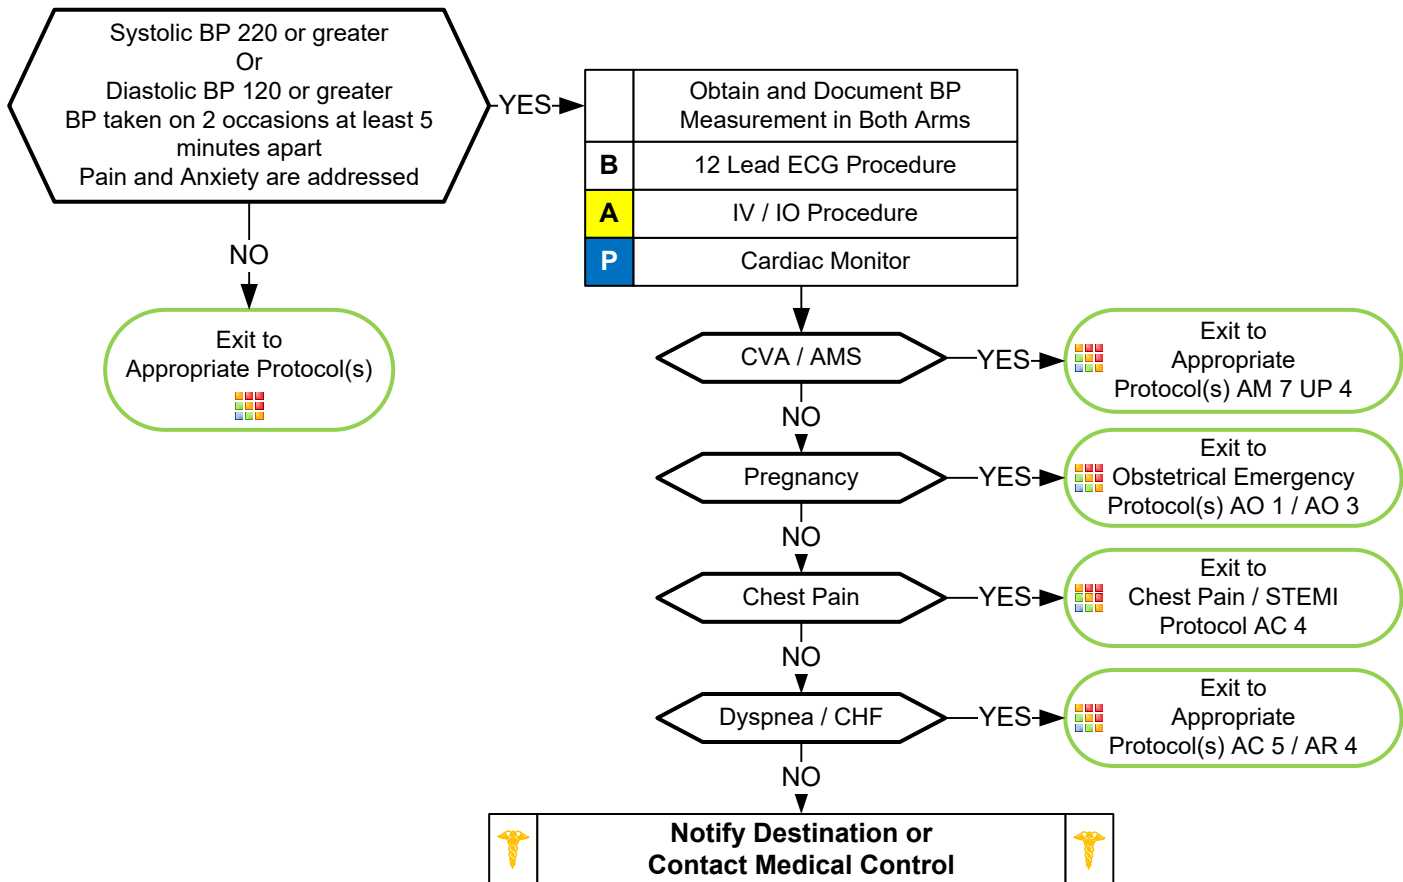 Systolic BP 220 or greater
Or
Diastolic BP 120 or greater
BP taken on 2 occasions at least 5
minutes apart
Pain and Anxiety are addressed
YES
NO
Exit to
Appropriate Protocol(s)
Obtain and Document BP
Measurement in Both Arms
B 12 Lead ECG Procedure
A IV / IO Procedure
P Cardiac Monitor
CVA / AMS
YES
Exit to
Appropriate
Protocol(s) AM 7 UP 4
NO
Pregnancy
YES
Exit to
Obstetrical Emergency
Protocol(s) AO 1 / AO 3
NO
Chest Pain
YES
Exit to
Chest Pain / STEMI
Protocol AC 4
NO
Dyspnea / CHF
YES
Exit to
Appropriate
Protocol(s) AC 5 / AR 4
NO
Notify Destination or
Contact Medical Control